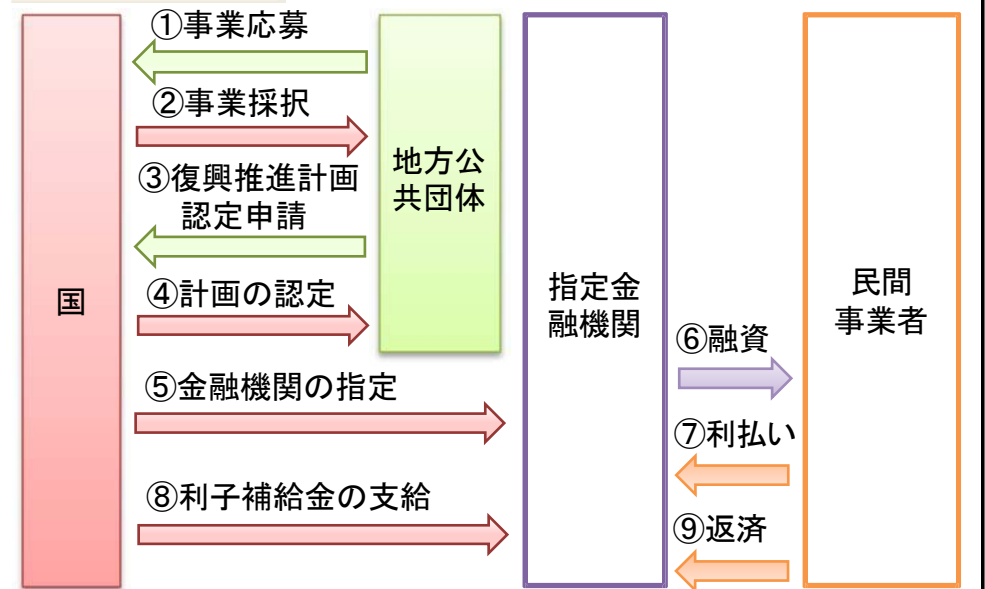 ①事業応募
②事業採択
③復興推進計画
認定申請
④計画の認定
⑤金融機関の指定
⑧利子補給金の支給
国
地方公
共団体
指定金
融機関
⑥融資
⑦利払い
⑨返済
民間
事業者